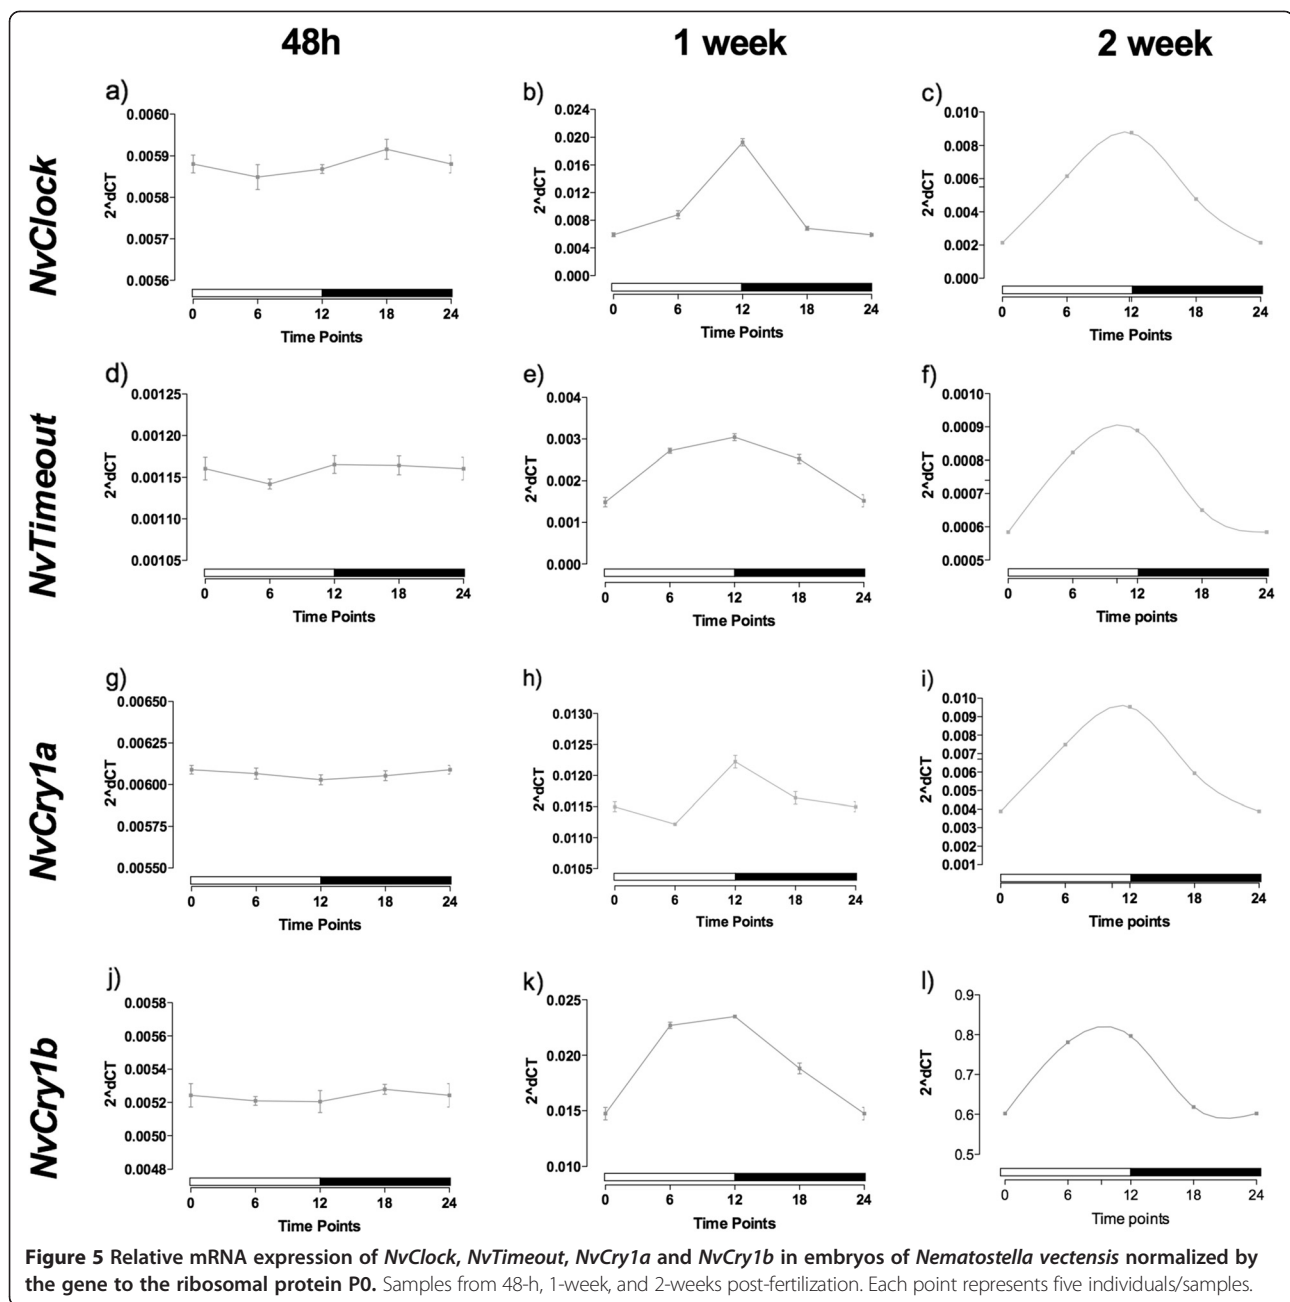 48h 1 week 2 week
NvClock
a)
0.0060
0.0059
0.0058
0.0057
0.0056
2^dCT
0 6 12 18 24
Time Points
b)
0.024
0.020
0.016
0.012
0.008
0.004
0.000
2^dCT
0 6 12 18 24
Time Points
c)
0.010
0.008
0.006
0.004
0.002
0.000
2^dCT
0 6 12 18 24
Time Points
NvTimeout
d)
0.00125
0.00120
0.00115
0.00110
0.00105
2^dCT
0 6 12 18 24
Time Points
e)
0.004
0.003
0.002
0.001
0.000
2^dCT
0 6 12 18 24
Time Points
f)
0.0010
0.0009
0.0008
0.0007
0.0006
0.0005
2^dCT
0 6 12 18 24
Time points
NvCry1a
g)
0.00650
0.00625
0.00600
0.00575
0.00550
2^dCT
0 6 12 18 24
Time Points
h)
0.0130
0.0125
0.0120
0.0115
0.0110
0.0105
2^dCT
0 6 12 18 24
Time Points
i)
0.010
0.009
0.008
0.007
0.006
0.005
0.004
0.003
0.002
0.001
2^dCT
0 6 12 18 24
Time points
NvCry1b
j)
0.0058
0.0056
0.0054
0.0052
0.0050
0.0048
2^dCT
0 6 12 18 24
Time Points
k)
0.025
0.020
0.015
0.010
2^dCT
0 6 12 18 24
Time Points
l)
0.9
0.8
0.7
0.6
0.5
2^dCT
0 6 12 18 24
Time points
Figure 5 Relative mRNA expression of NvClock, NvTimeout, NvCry1a and NvCry1b in embryos of Nematostella vectensis normalized by
the gene to the ribosomal protein P0. Samples from 48-h, 1-week, and 2-weeks post-fertilization. Each point represents five individuals/samples.